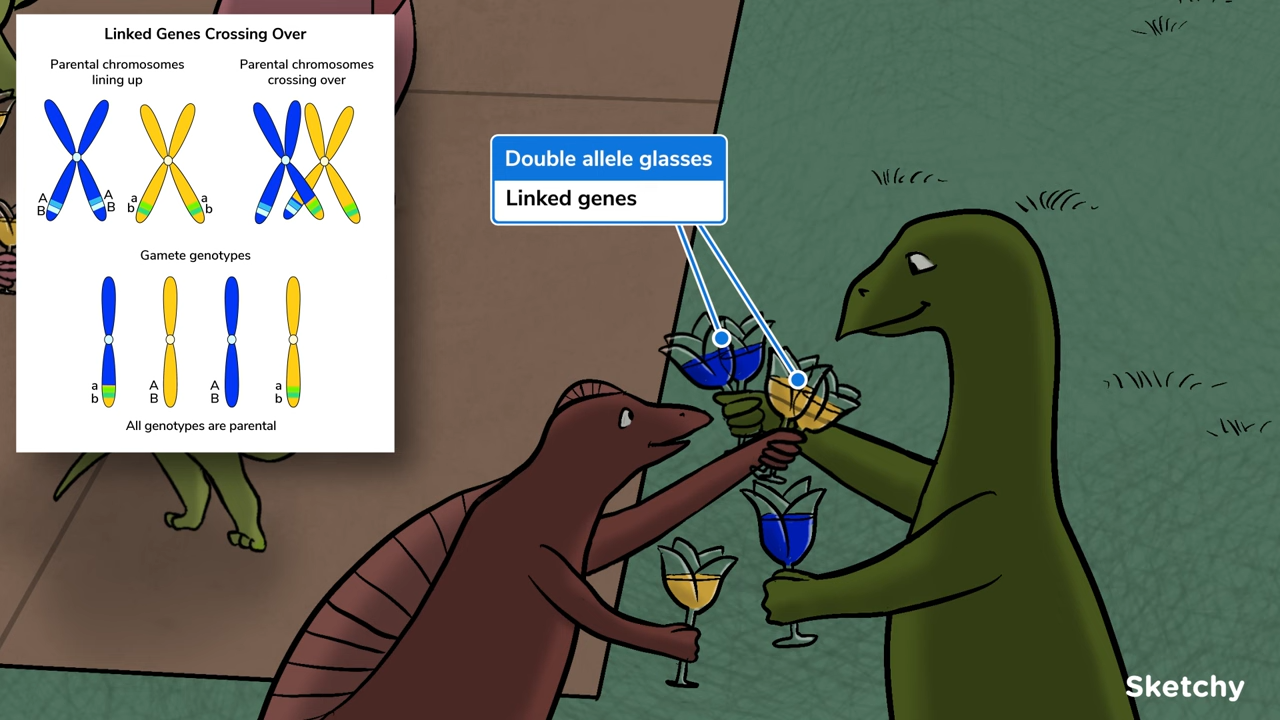 Linked Genes Crossing Over
Parental chromosomes
lining up
Parental chromosomes
crossing over
A
B
A
B
a
b
a
b
Gamete genotypes
a
b
A
B
A
B
a
b
All genotypes are parental
Double allele glasses
Linked genes
Sketchy